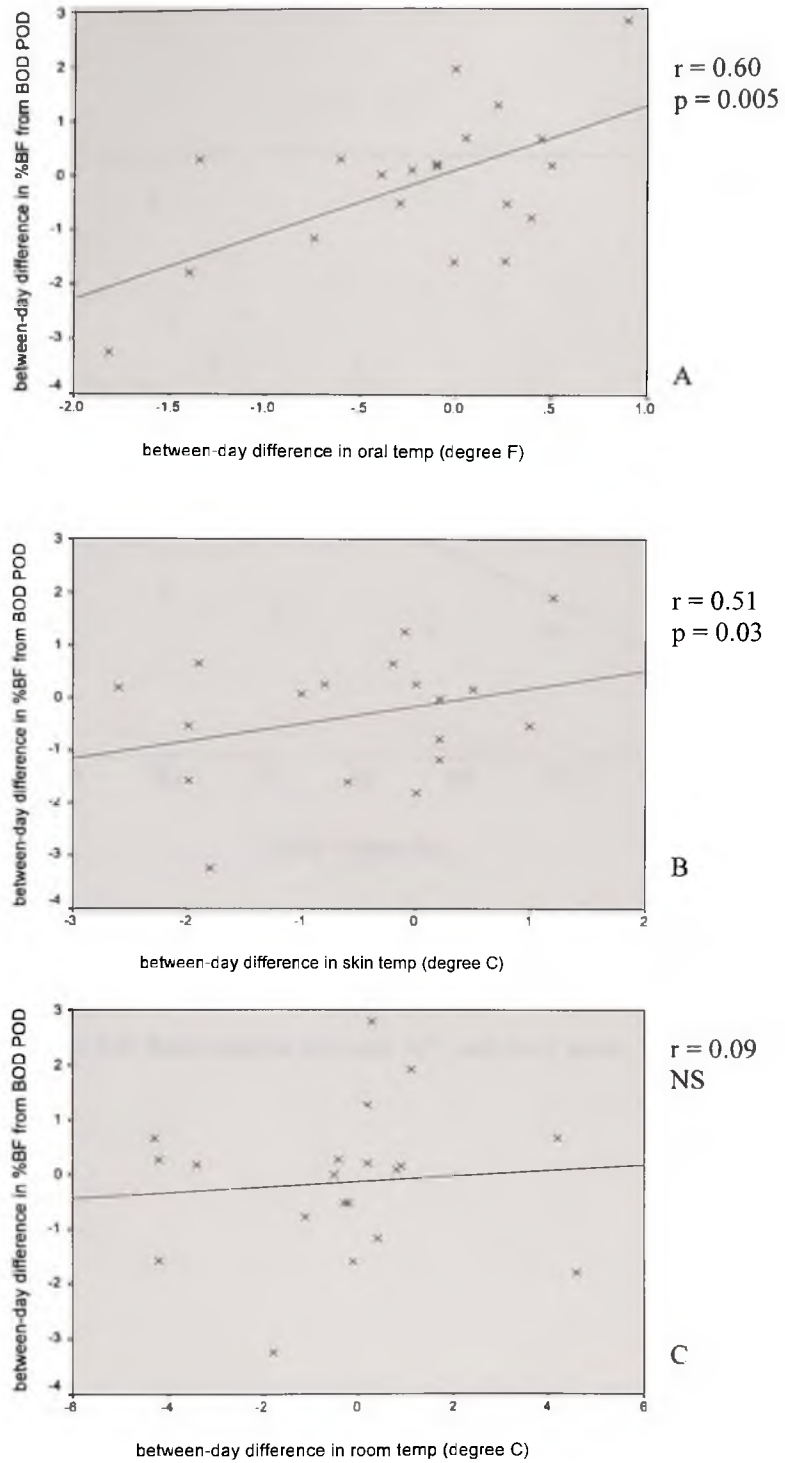 between-day difference in %BF from BOD POD
3
2
1
0
-1
-2
-3
-4
-2.0 -1.5 -1.0 -.5 0.0 .5 1.0
between-day difference in oral temp (degree F)
r = 0.60
p = 0.005
A
between-day difference in %BF from BOD POD
3
2
1
0
-1
-2
-3
-4
-3 -2 -1 0 1 2
between-day difference in skin temp (degree C)
r = 0.51
p = 0.03
B
between-day difference in %BF from BOD POD
3
2
1
0
-1
-2
-3
-4
-6 -4 -2 0 2 4 6
between-day difference in room temp (degree C)
r = 0.09
NS
C